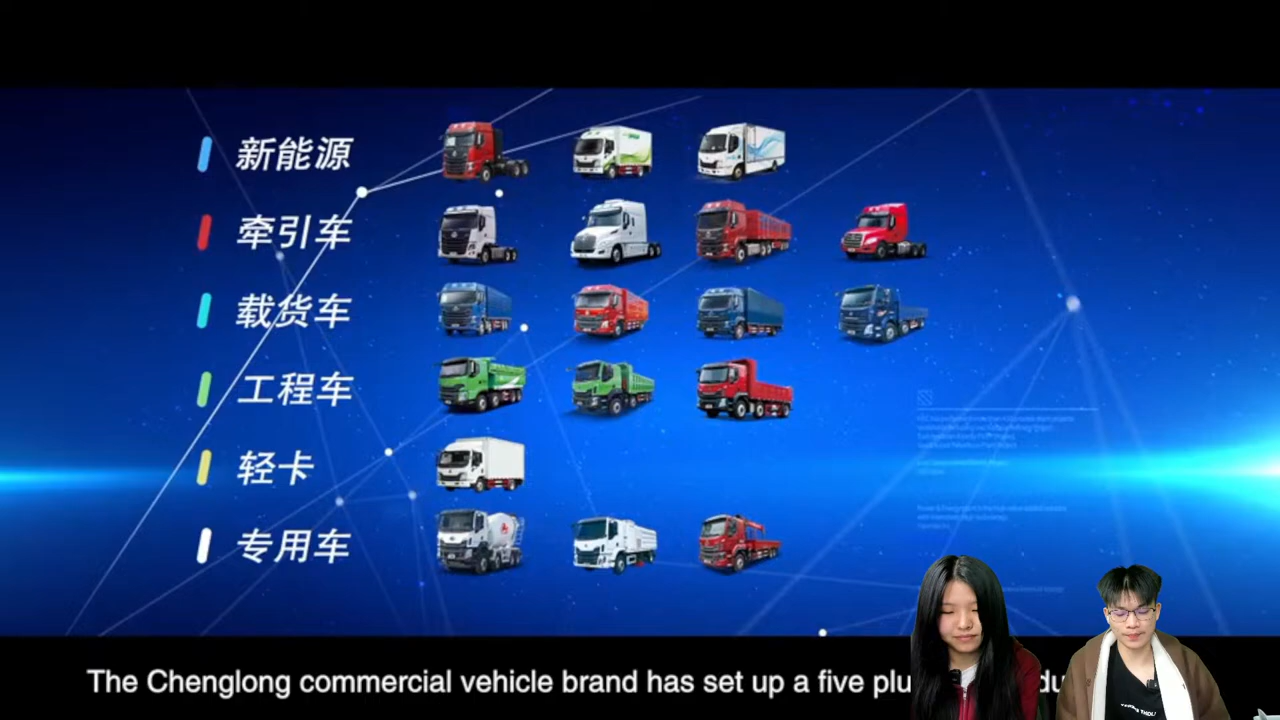 新能源
牵引车
载货车
工程车
轻卡
专用车
The Chenglong commercial vehicle brand has set up a five